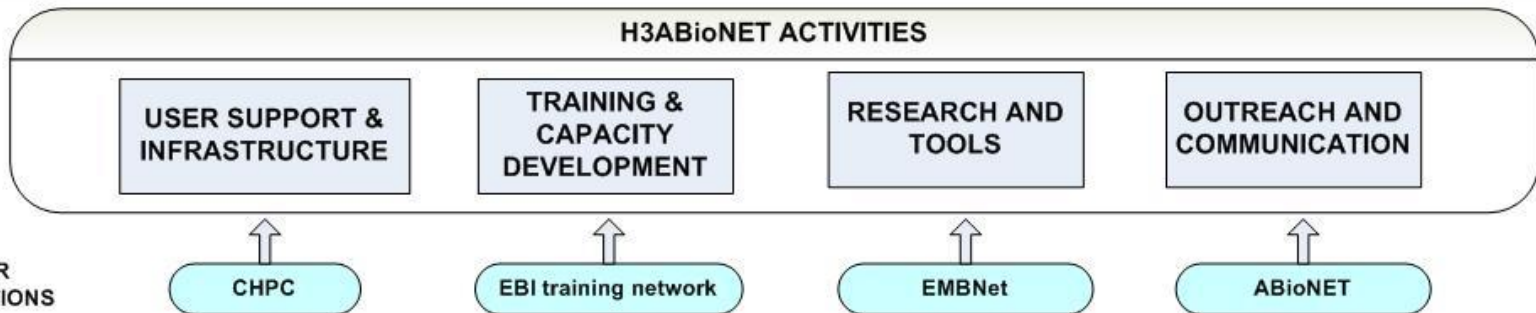 H3ABioNET ACTIVITIES
USER SUPPORT &
INFRASTRUCTURE
TRAINING &
CAPACITY
DEVELOPMENT
RESEARCH AND
TOOLS
OUTREACH AND
COMMUNICATION
CHPC
EBI training network
EMBNet
ABioNET